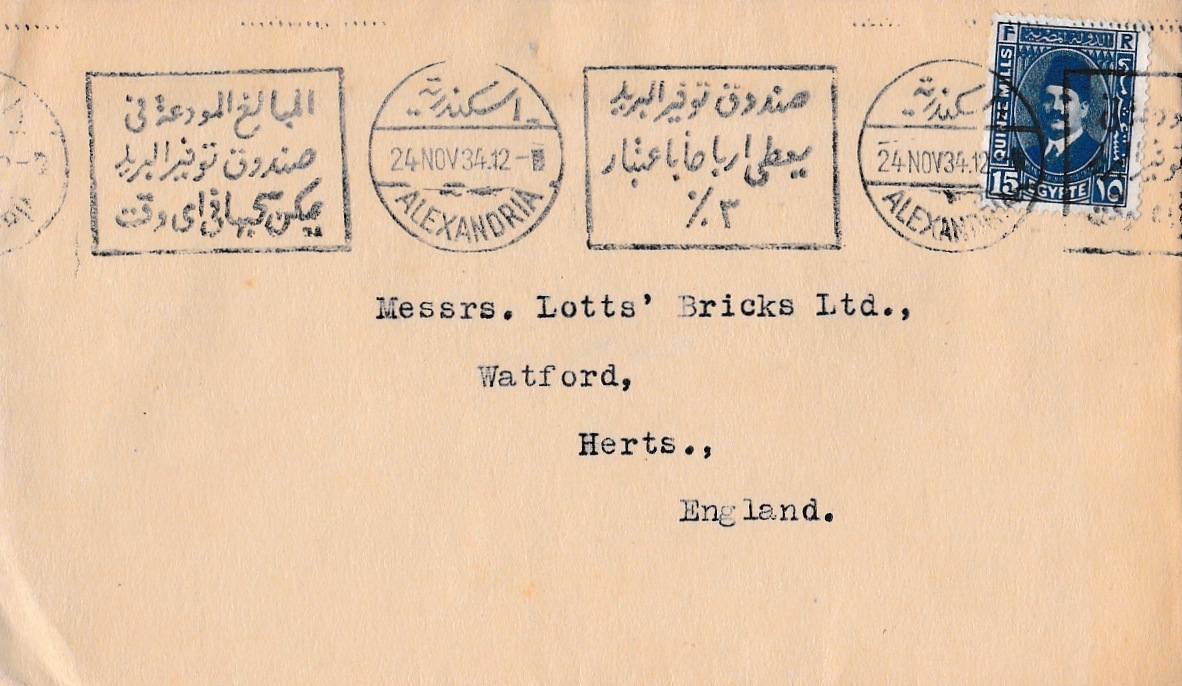 المبالغ المودعة فى
صندوق توفير البريد
يمكن سحبها فى اى وقت
اسكندرية
24 NOV 34.12-
ALEXANDRIA
صندوق توفير البريد
يعطى ارباحا باعتبار
٣ ٪
اسكندرية
24 NOV 34.12
ALEXANDRIA
F R
الدولة المصرية
QUINZE MILLS
15 ١٥
EGYPTE
Messrs. Lotts' Bricks Ltd.,
Watford,
Herts.,
England.